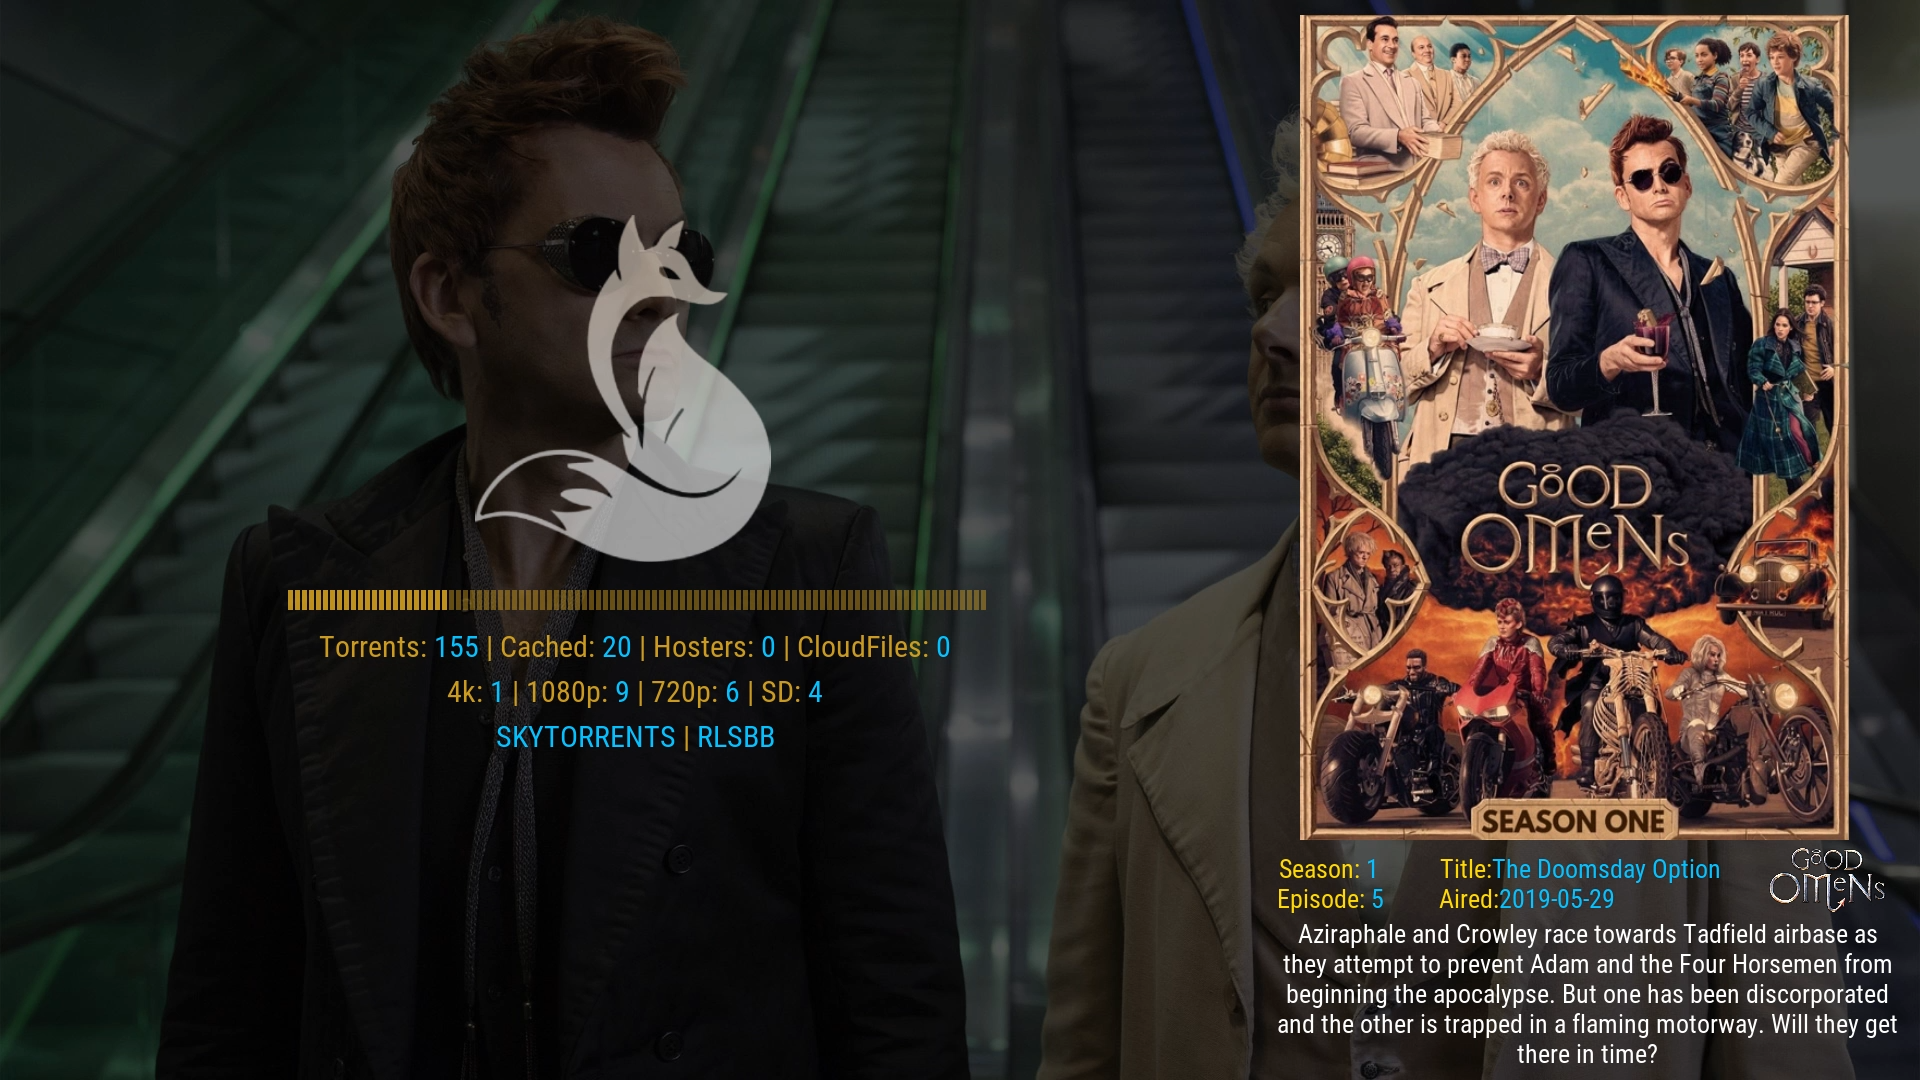 Torrents: 155 | Cached: 20 | Hosters: 0 | CloudFiles: 0
4k: 1 | 1080p: 9 | 720p: 6 | SD: 4
SKYTORRENTS | RLSBB
GOOD
OMENS
SEASON ONE
Season: 1
Episode: 5
Title:The Doomsday Option
Aired:2019-05-29
GOOD
OMENS
Aziraphale and Crowley race towards Tadfield airbase as
they attempt to prevent Adam and the Four Horsemen from
beginning the apocalypse. But one has been discorporated
and the other is trapped in a flaming motorway. Will they get
there in time?